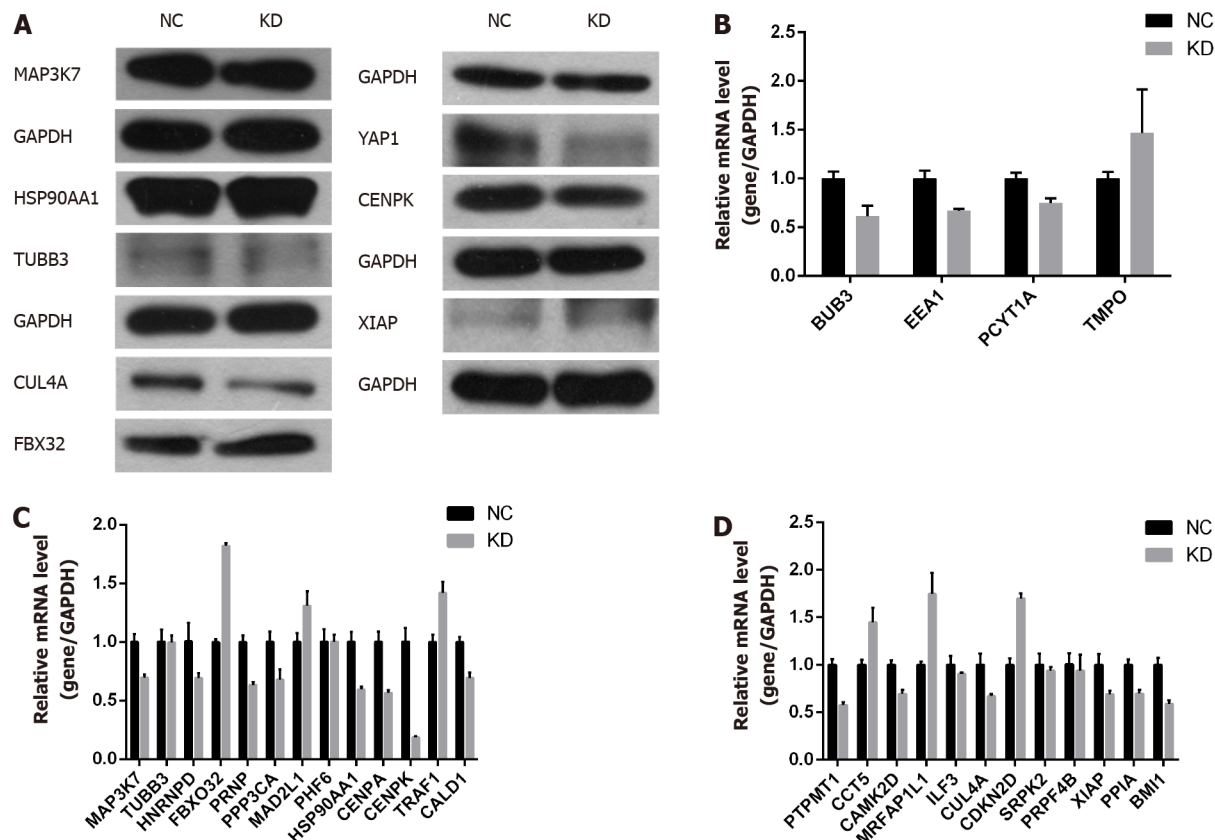 A
NC KD
MAP3K7
GAPDH
HSP90AA1
TUBB3
GAPDH
CUL4A
FBX32
NC KD
GAPDH
YAP1
CENPK
GAPDH
XIAP
GAPDH
B
NC
KD
Relative mRNA level
(gene/GAPDH)
2.5
2.0
1.5
1.0
0.5
0.0
BUB3 EEA1 PCYT1A TMPO
C
NC
KD
Relative mRNA level
(gene/GAPDH)
2.0
1.5
1.0
0.5
0.0
MAP3K7 TUBB3 HNRNPD FBXO32 PRNP PPP3CA MAD2L1 PHF6 HSP90AA1 CENPA CENPK TRAF1 CALD1
D
NC
KD
Relative mRNA level
(gene/GAPDH)
2.5
2.0
1.5
1.0
0.5
0.0
PTPMT1 CCT5 CAMK2D MRFAP1L1 ILF3 CUL4A CDKN2D SRPK2 PRPF4B XIAP PPIA BMI1